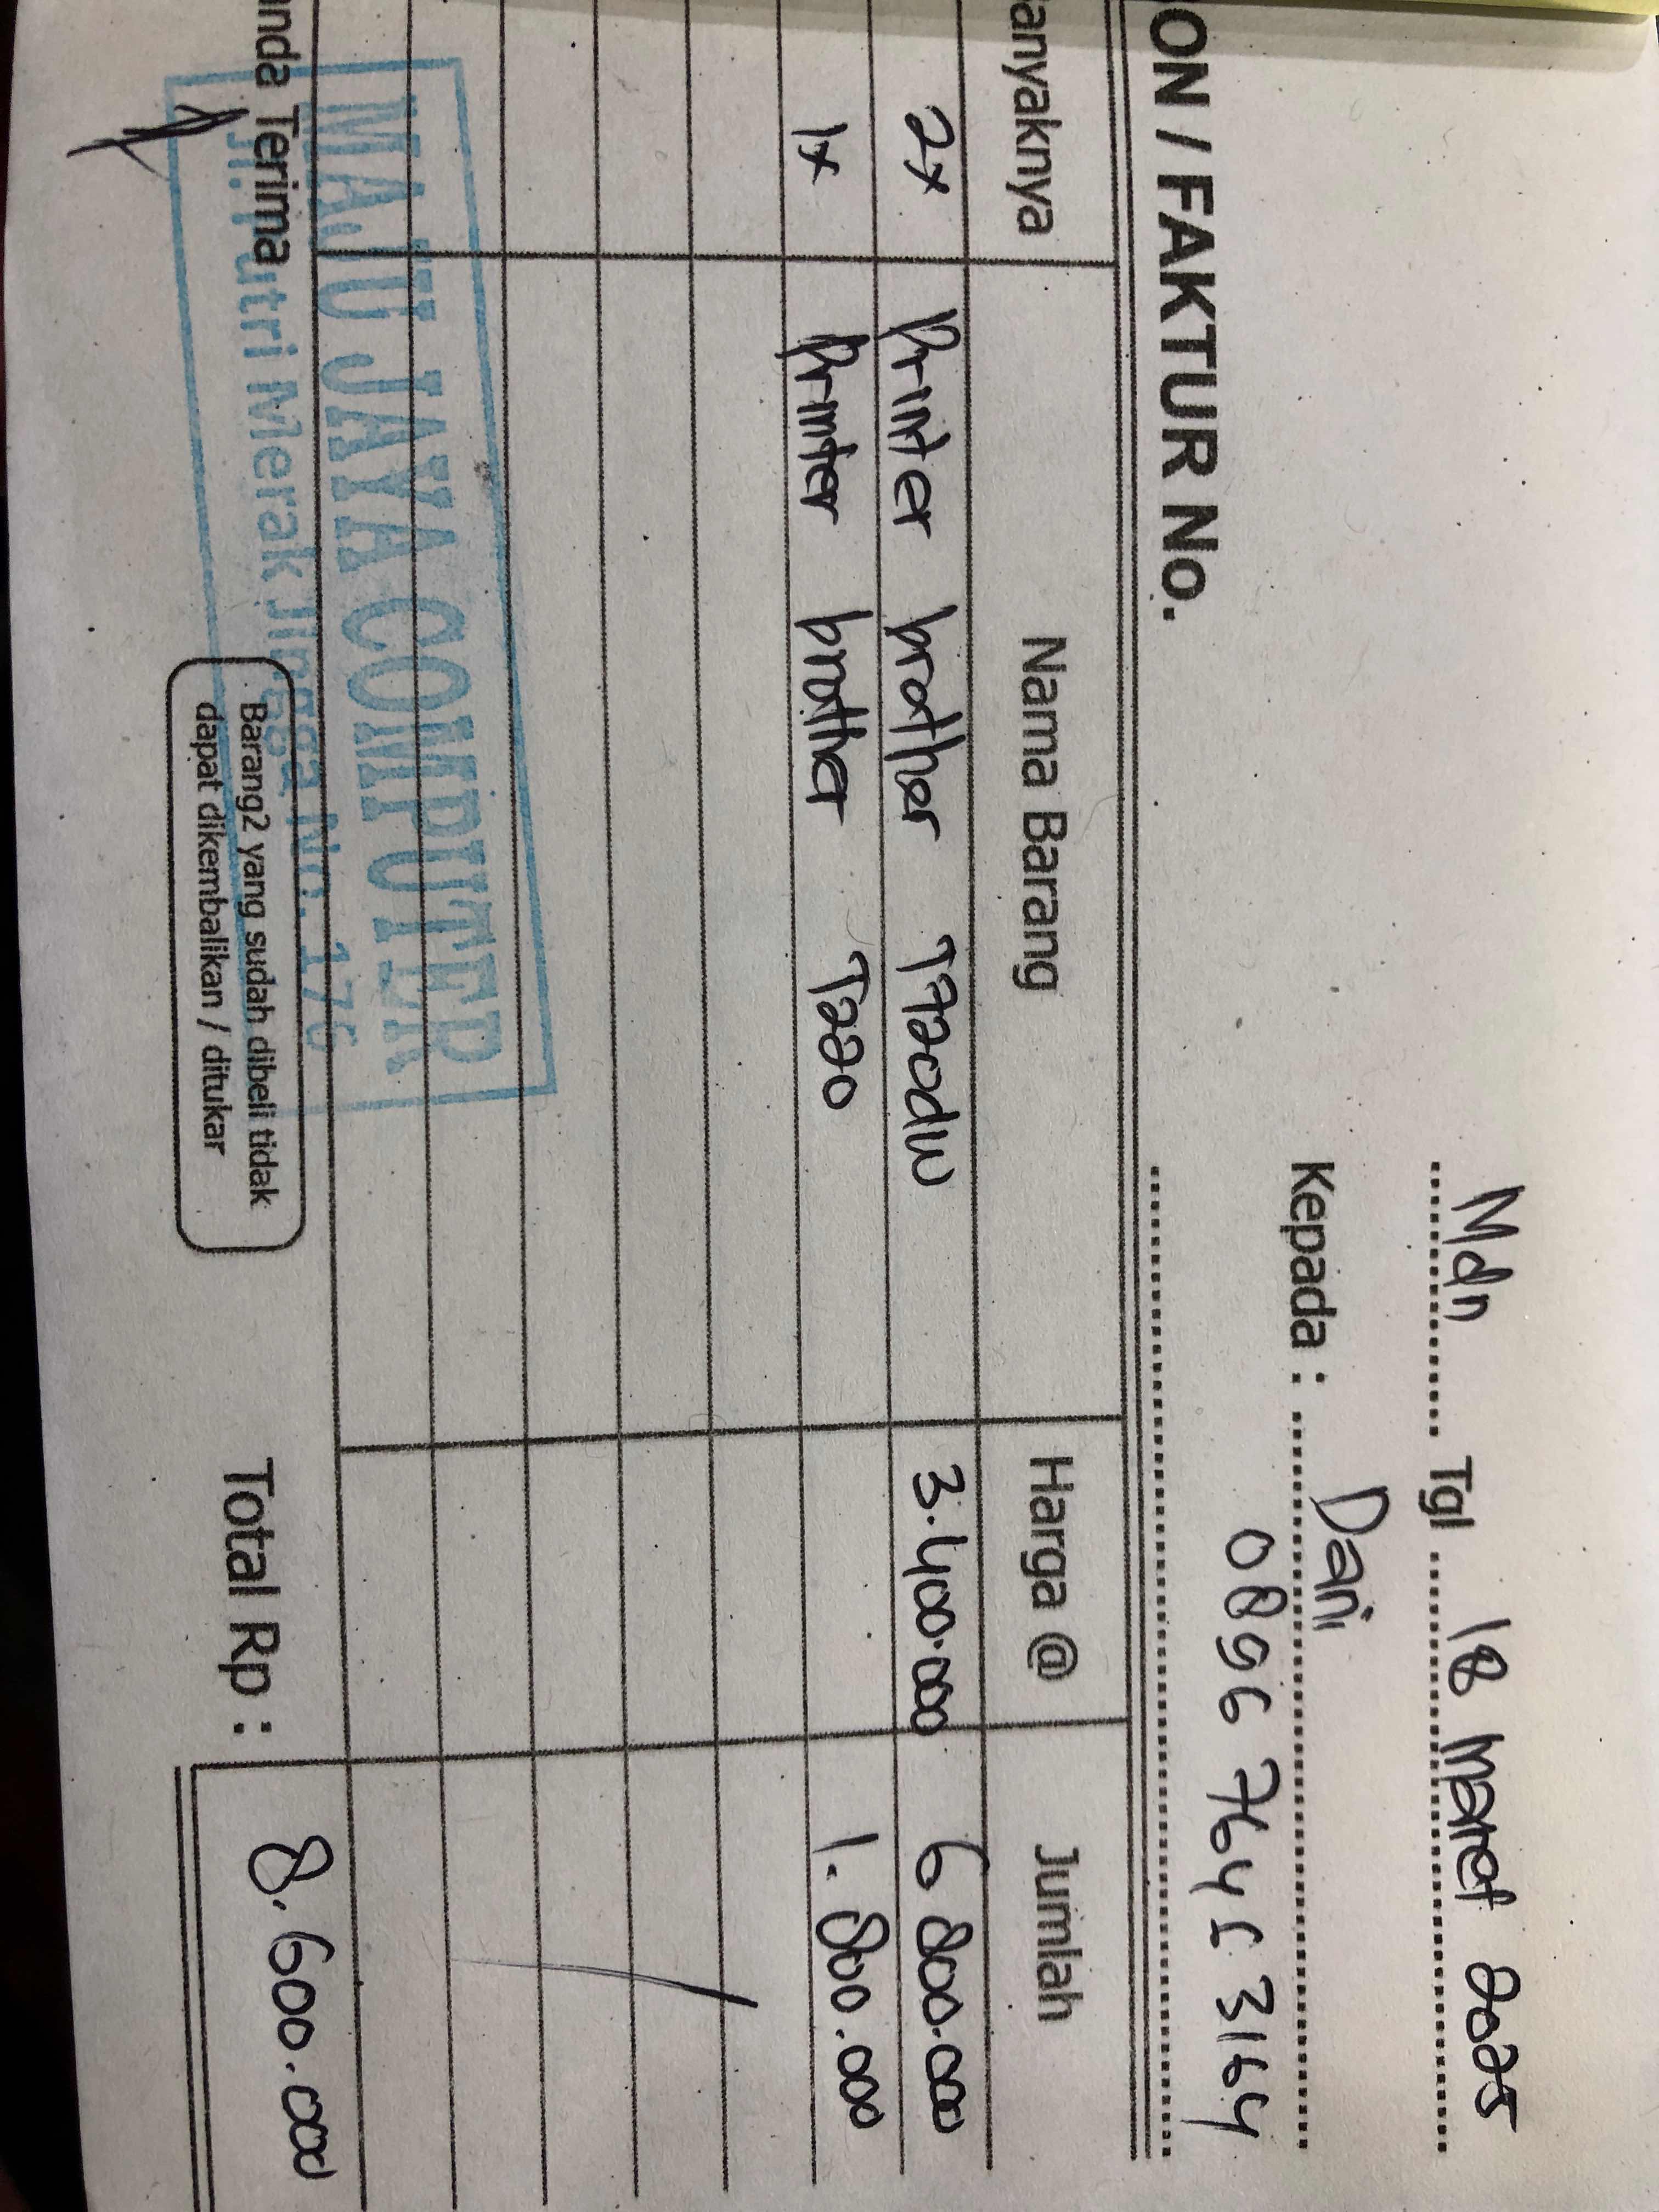 Mdn Tgl 18 Maret 2025
Kepada : Dani
0896 7645 3164
ON / FAKTUR No.
anyaknya Nama Barang Harga @ Jumlah
2x Printer brother T720dw 3.400.000 6 800.000
1x Printer brother T220 1.800.000
MAJU JAYA COMPUTER
Jl. Putri Merak Jingga No. 176
nda Terima
Barang2 yang sudah dibeli tidak
dapat dikembalikan / ditukar
Total Rp : 8.600.000